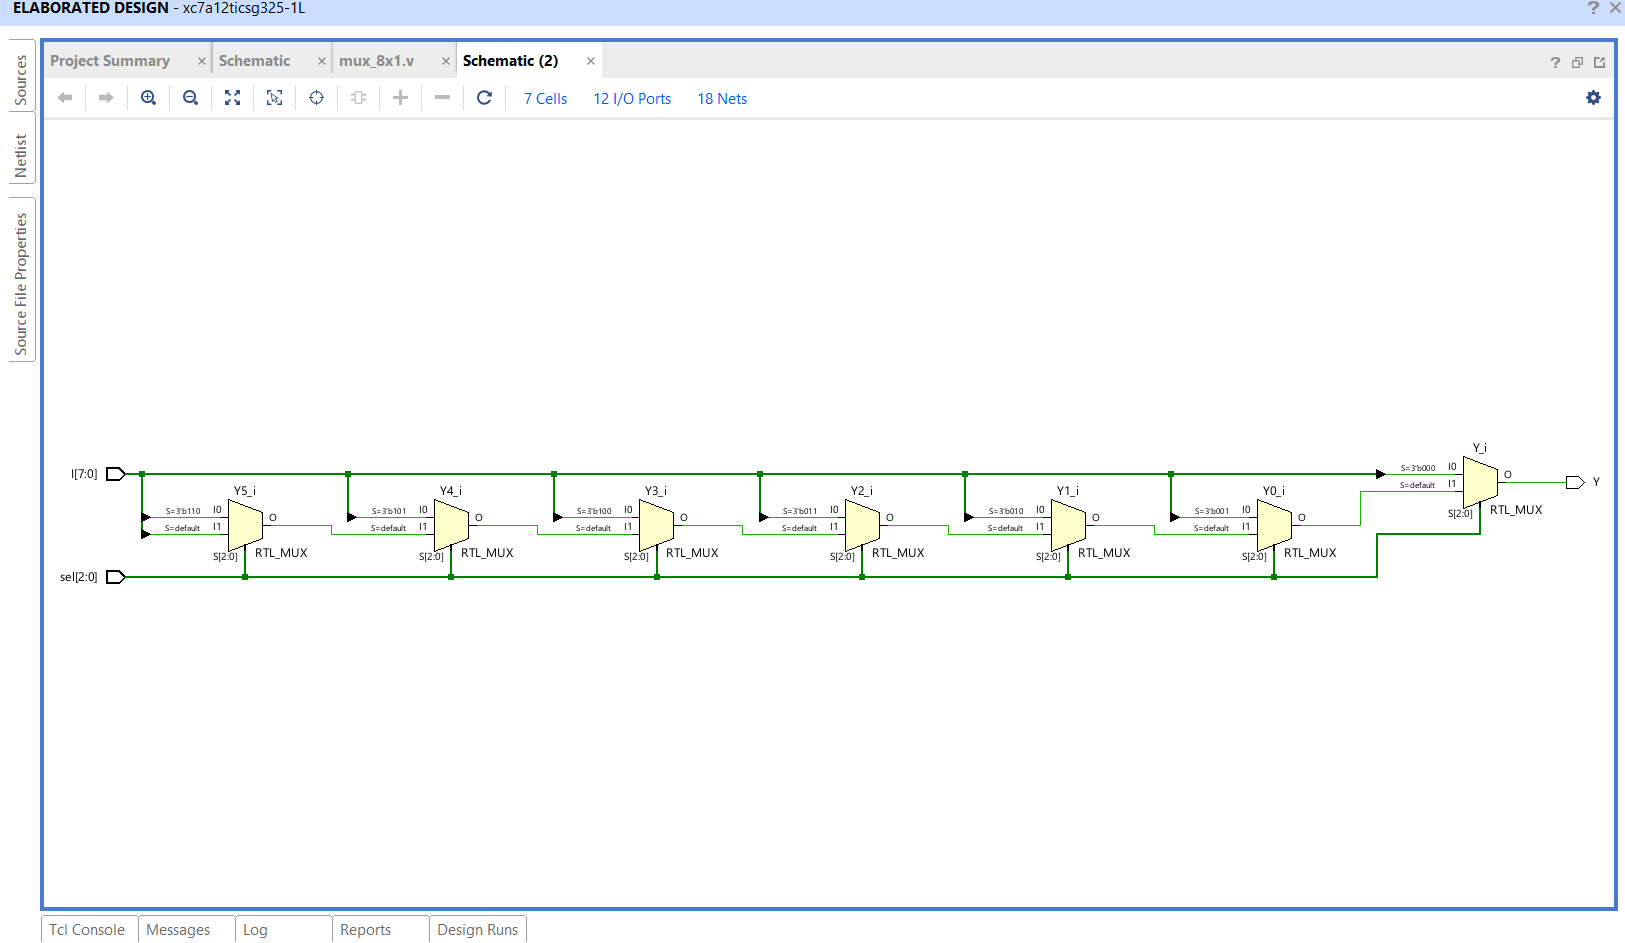 ELABORATED DESIGN - xc7a12ticsg325-1L
Sources
Netlist
Source File Properties
Project Summary
Schematic
mux_8x1.v
Schematic (2)
7 Cells 12 I/O Ports 18 Nets
I[7:0]
sel[2:0]
Y5_i
S=3'b110 I0
S=default I1
O
S[2:0]
RTL_MUX
Y4_i
S=3'b101 I0
S=default I1
O
S[2:0]
RTL_MUX
Y3_i
S=3'b100 I0
S=default I1
O
S[2:0]
RTL_MUX
Y2_i
S=3'b011 I0
S=default I1
O
S[2:0]
RTL_MUX
Y1_i
S=3'b010 I0
S=default I1
O
S[2:0]
RTL_MUX
Y0_i
S=3'b001 I0
S=default I1
O
S[2:0]
RTL_MUX
Y_i
S=3'b000 I0
S=default I1
O
S[2:0]
RTL_MUX
Y
Tcl Console
Messages
Log
Reports
Design Runs